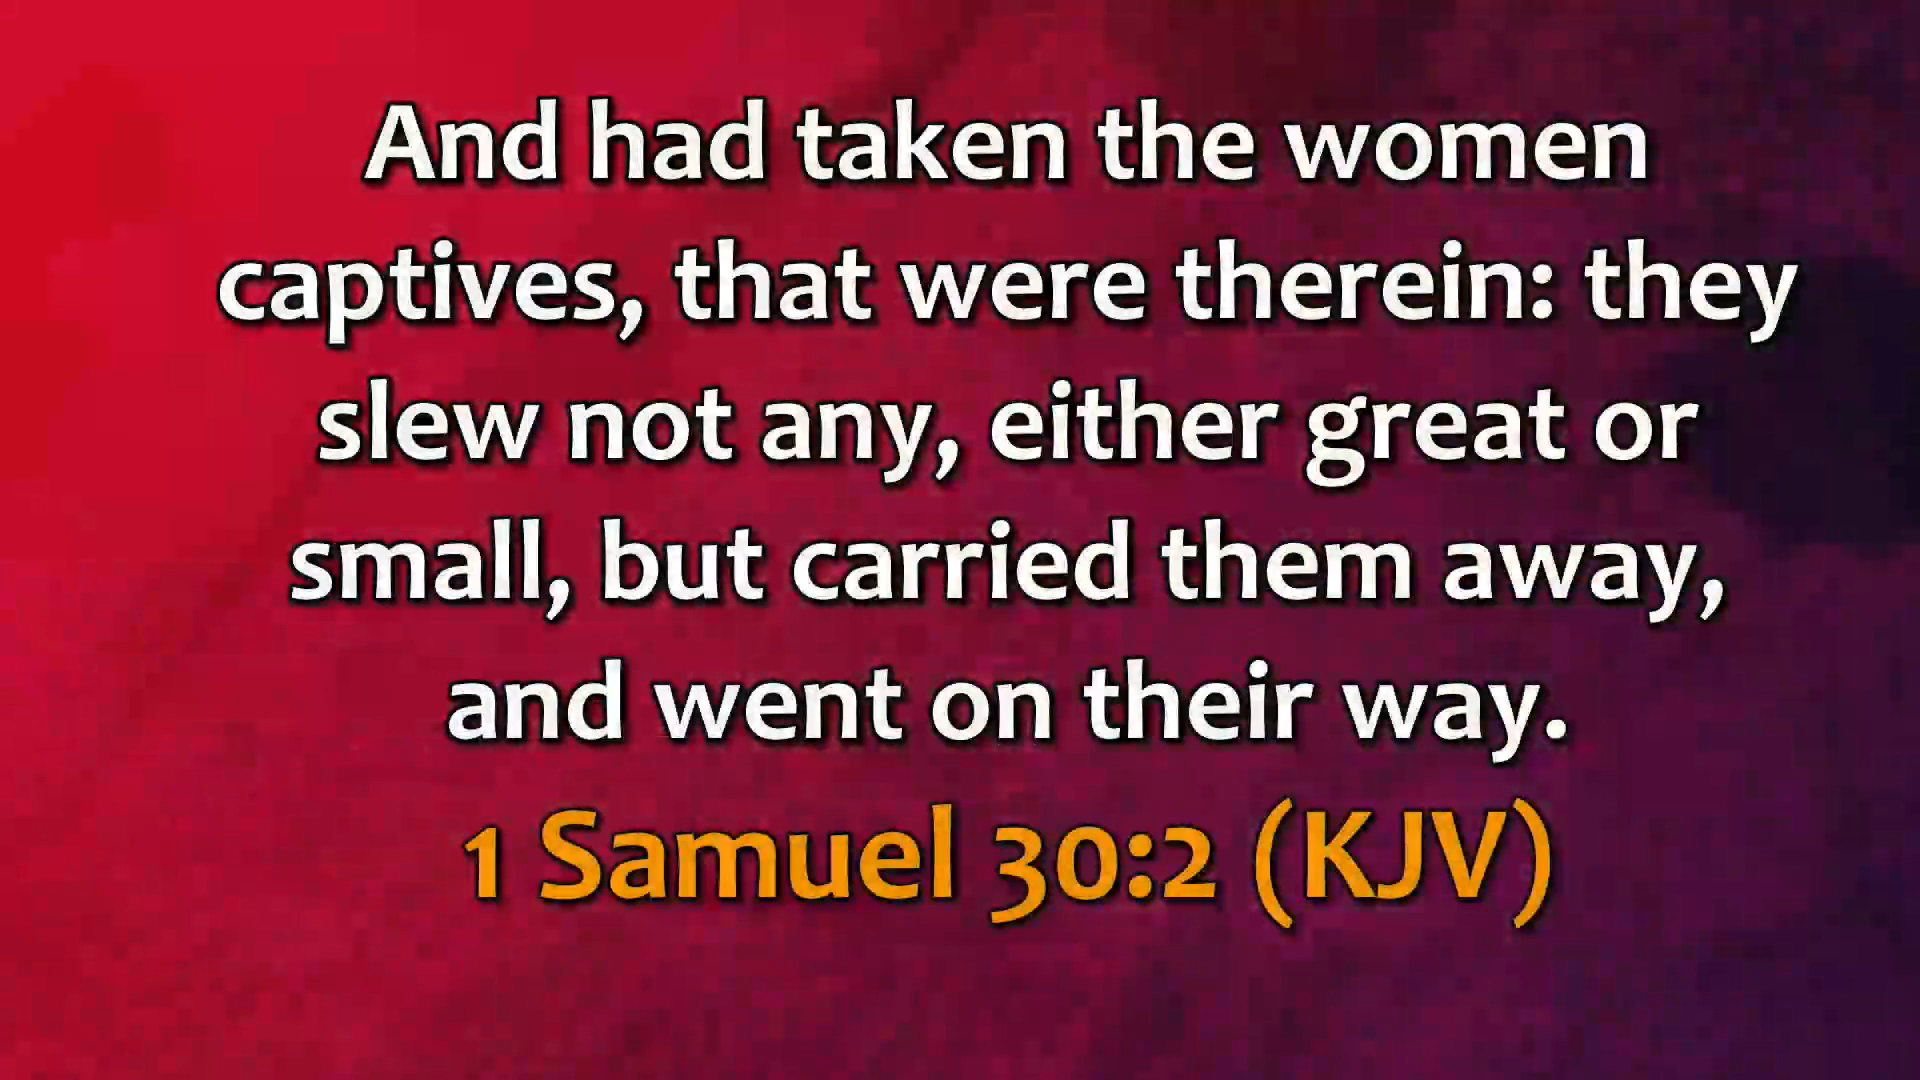 And had taken the women
captives, that were therein: they
slew not any, either great or
small, but carried them away,
and went on their way.
1 Samuel 30:2 (KJV)